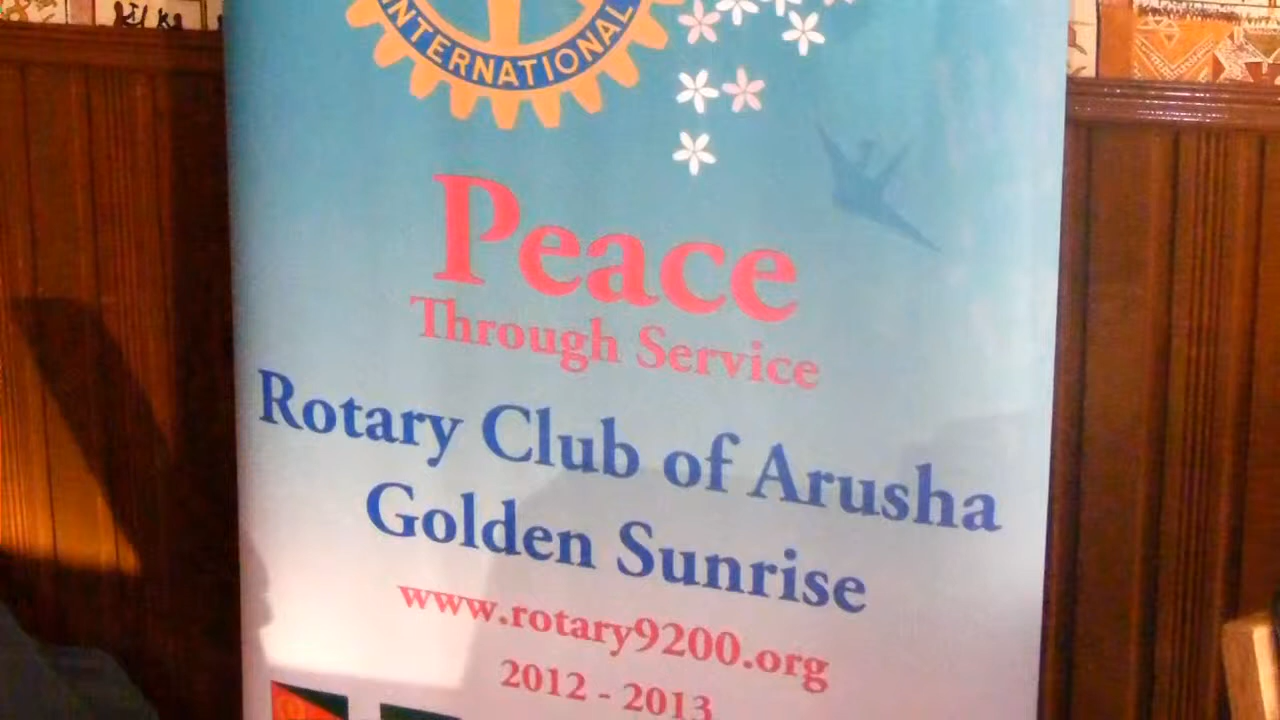 INTERNATIONAL
Peace
Through Service
Rotary Club of Arusha
Golden Sunrise
www.rotary9200.org
2012 - 2013